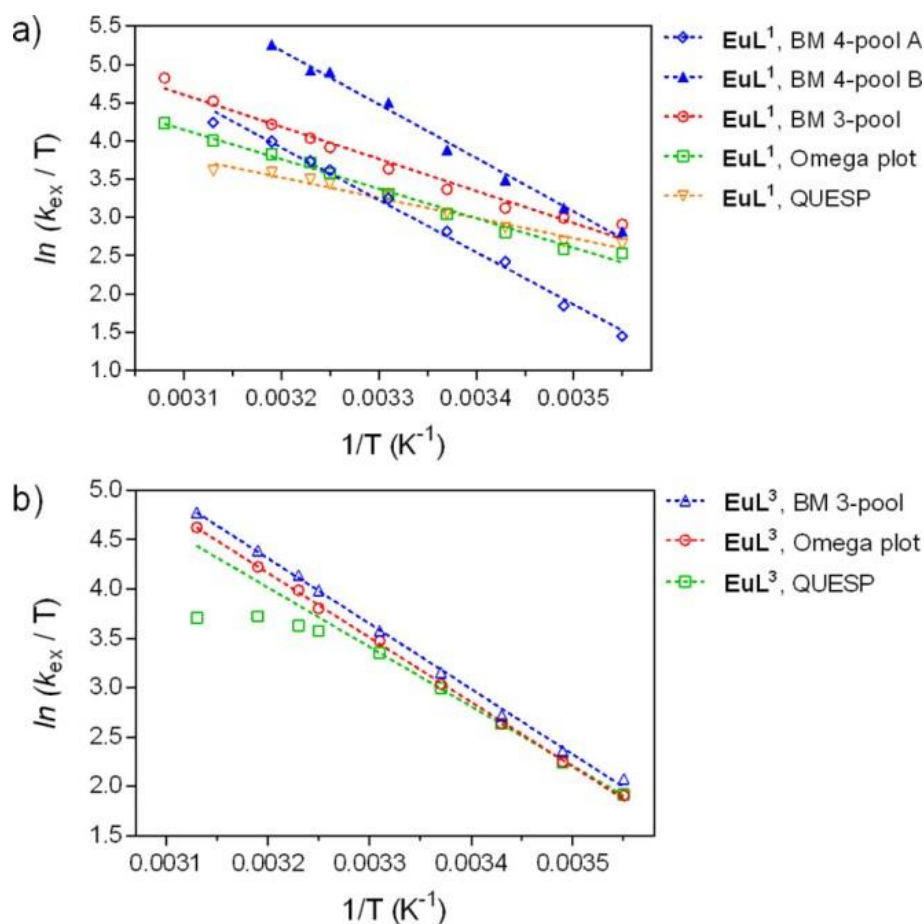 a)
5.5
5.0
4.5
4.0
3.5
3.0
2.5
2.0
1.5
1.0
ln (kex / T)
0.0031 0.0032 0.0033 0.0034 0.0035
1/T (K-1)
EuL1, BM 4-pool A
EuL1, BM 4-pool B
EuL1, BM 3-pool
EuL1, Omega plot
EuL1, QUESP
b)
5.0
4.5
4.0
3.5
3.0
2.5
2.0
1.5
ln (kex / T)
0.0031 0.0032 0.0033 0.0034 0.0035
1/T (K-1)
EuL3, BM 3-pool
EuL3, Omega plot
EuL3, QUESP